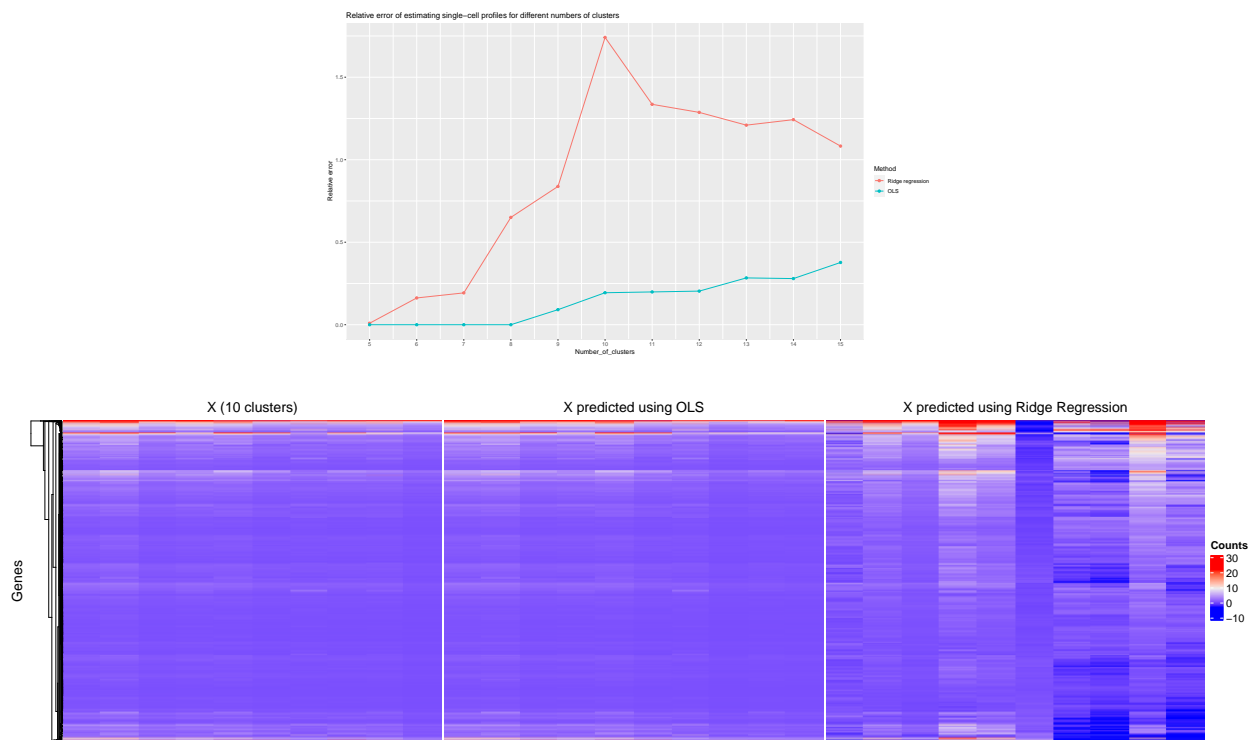 Relative error of estimating single−cell profiles for different numbers of clusters
1.5
1.0
0.5
0.0
Relative error
5 6 7 8 9 10 11 12 13 14 15
Number_of_clusters
Method
Ridge regression
OLS
X (10 clusters)
X predicted using OLS
X predicted using Ridge Regression
Genes
Counts
30
20
10
0
−10